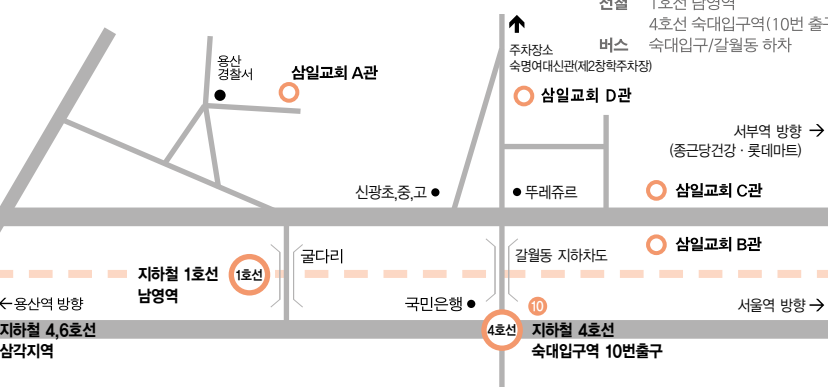 전철 1호선 남영역
4호선 숙대입구역(10번 출구
버스 숙대입구/갈월동 하차
주차장소
숙명여대신관(제2창학주차장)
용산
경찰서
삼일교회 A관
삼일교회 D관
서부역 방향 →
(종근당건강 · 롯데마트)
신광초,중,고
뚜레쥬르
삼일교회 C관
삼일교회 B관
굴다리
갈월동 지하차도
지하철 1호선
남영역
1호선
←용산역 방향
국민은행
10
서울역 방향→
지하철 4,6호선
삼각지역
4호선
지하철 4호선
숙대입구역 10번출구